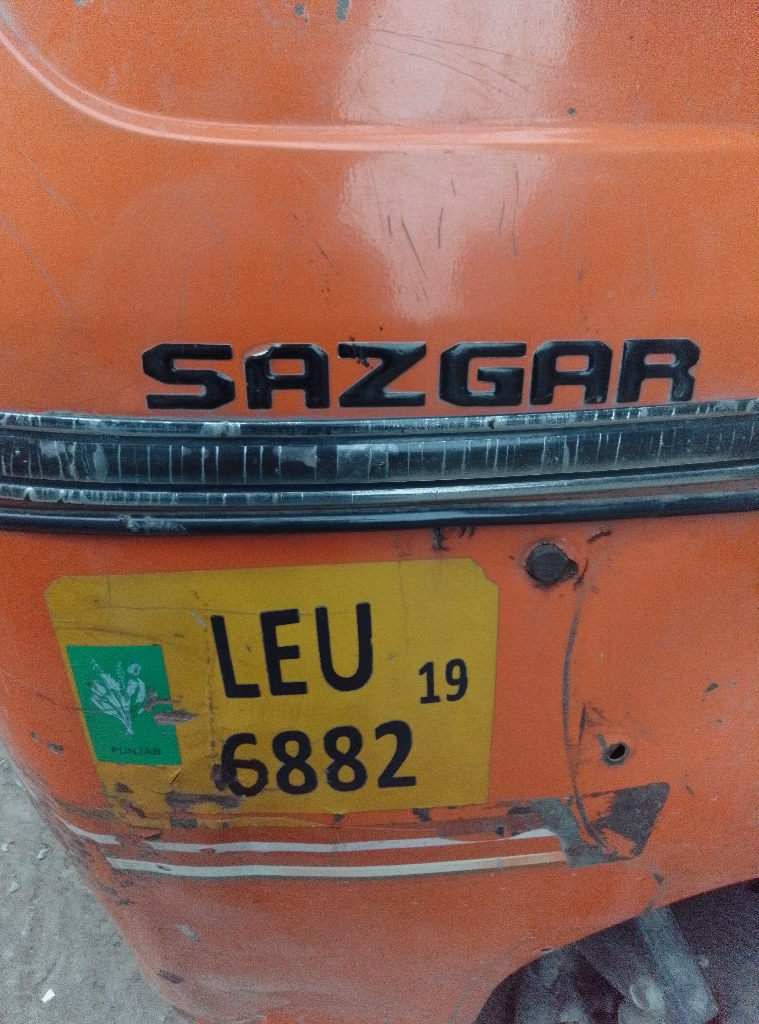 SAZGAR
LEU 19
PUNJAB
6882